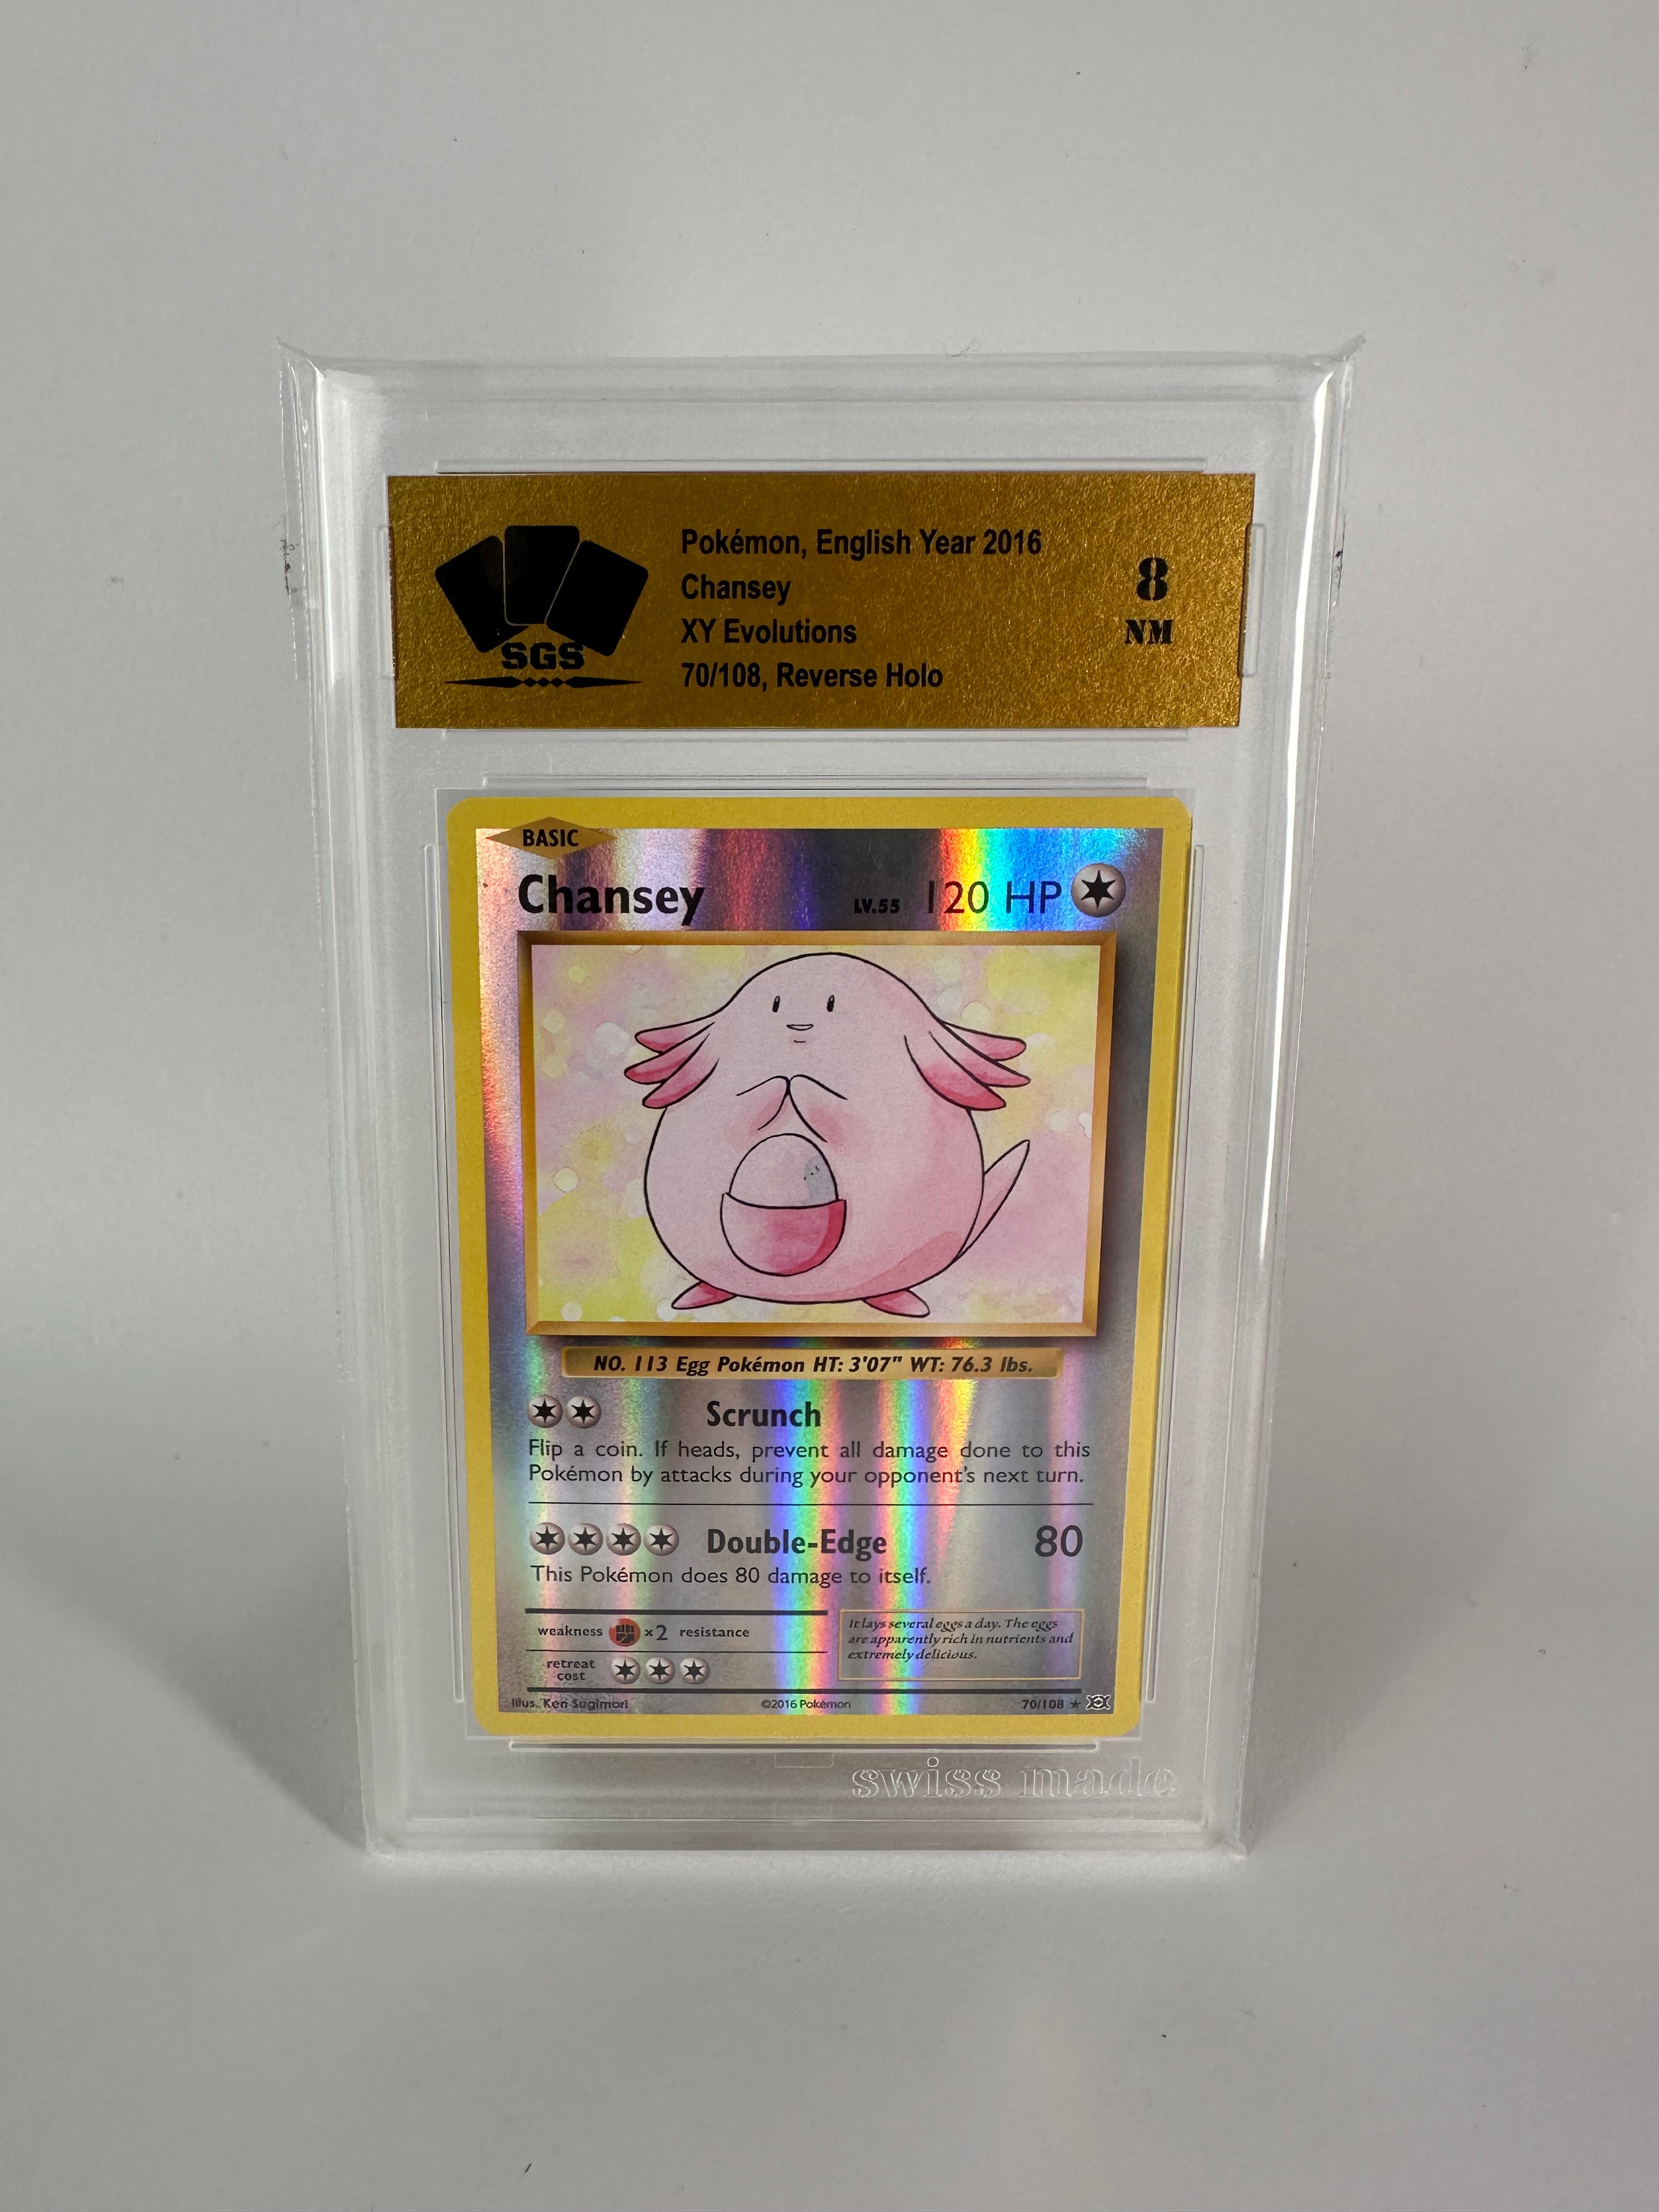 SGS
Pokémon, English Year 2016
Chansey
XY Evolutions
70/108, Reverse Holo
8
NM
BASIC
Chansey LV.55 120 HP
NO. 113 Egg Pokémon HT: 3'07" WT: 76.3 lbs.
Scrunch
Flip a coin. If heads, prevent all damage done to this
Pokémon by attacks during your opponent's next turn.
Double-Edge 80
This Pokémon does 80 damage to itself.
weakness ×2 resistance
retreat
cost
It lays several eggs a day. The eggs
are apparently rich in nutrients and
extremely delicious.
Illus. Ken Sugimori ©2016 Pokémon 70/108 ★
swiss made